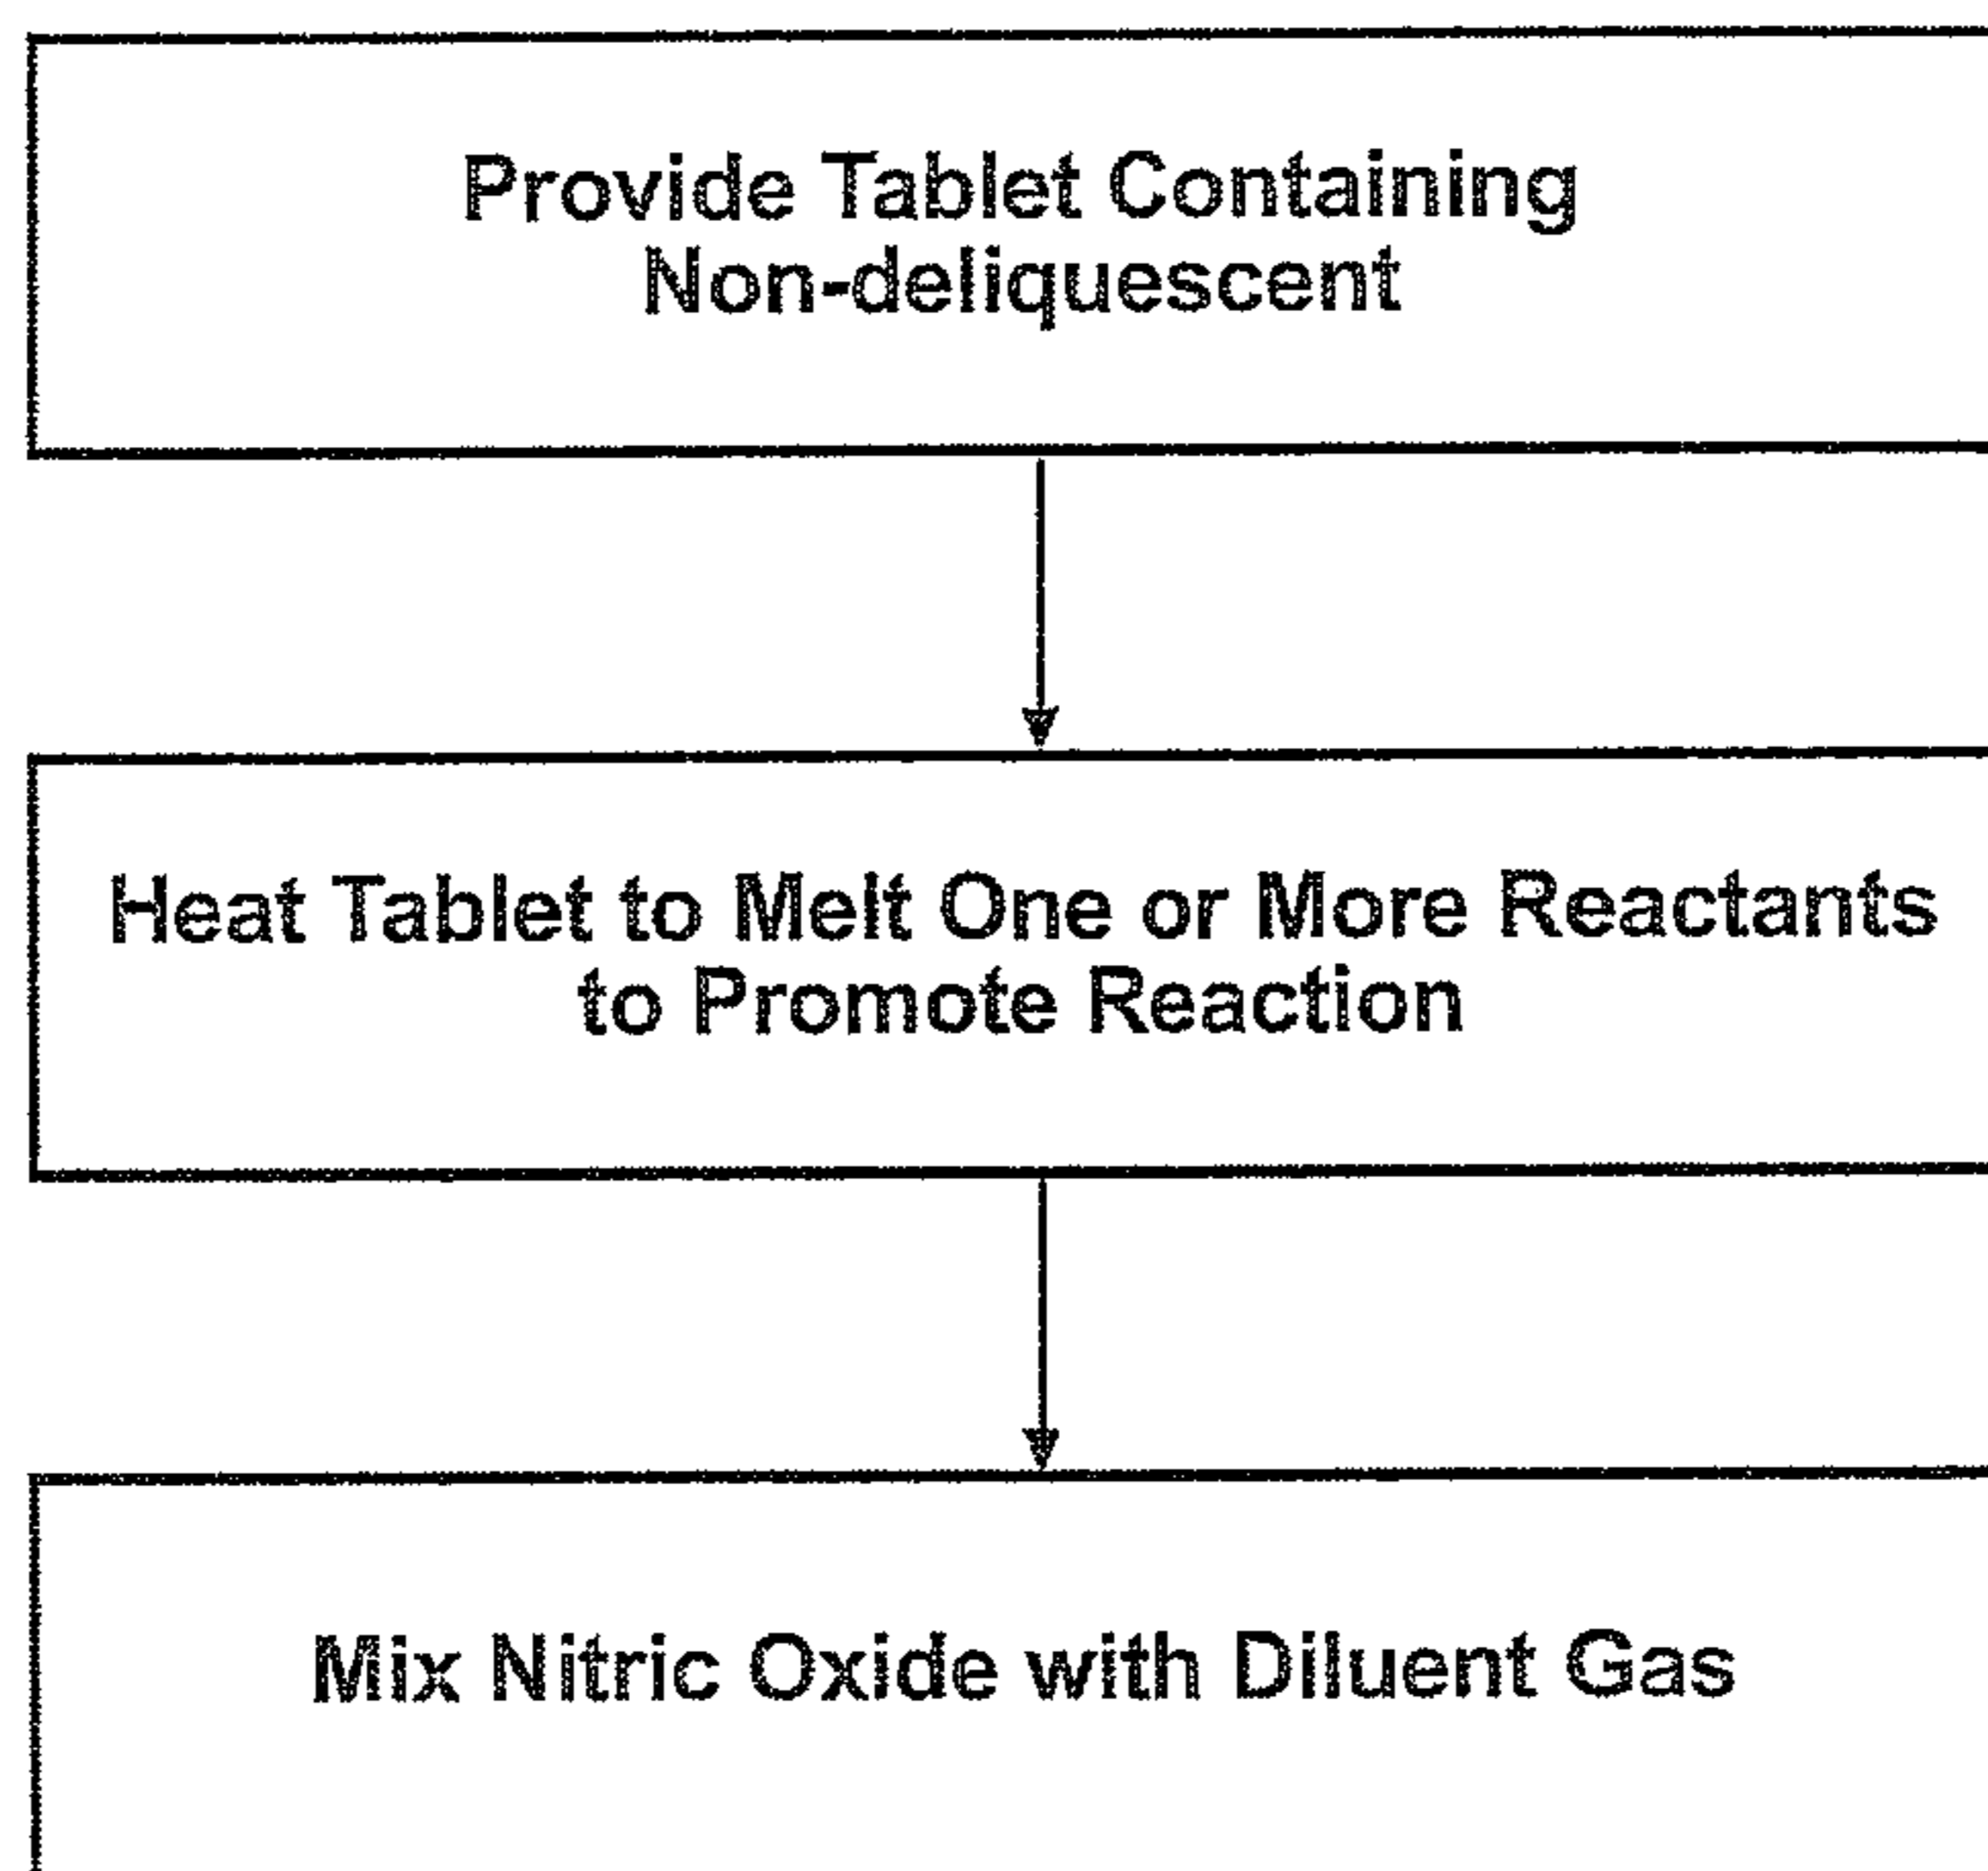 Provide Tablet Containing
Non-deliquescent
Heat Tablet to Melt One or More Reactants
to Promote Reaction
Mix Nitric Oxide with Diluent Gas